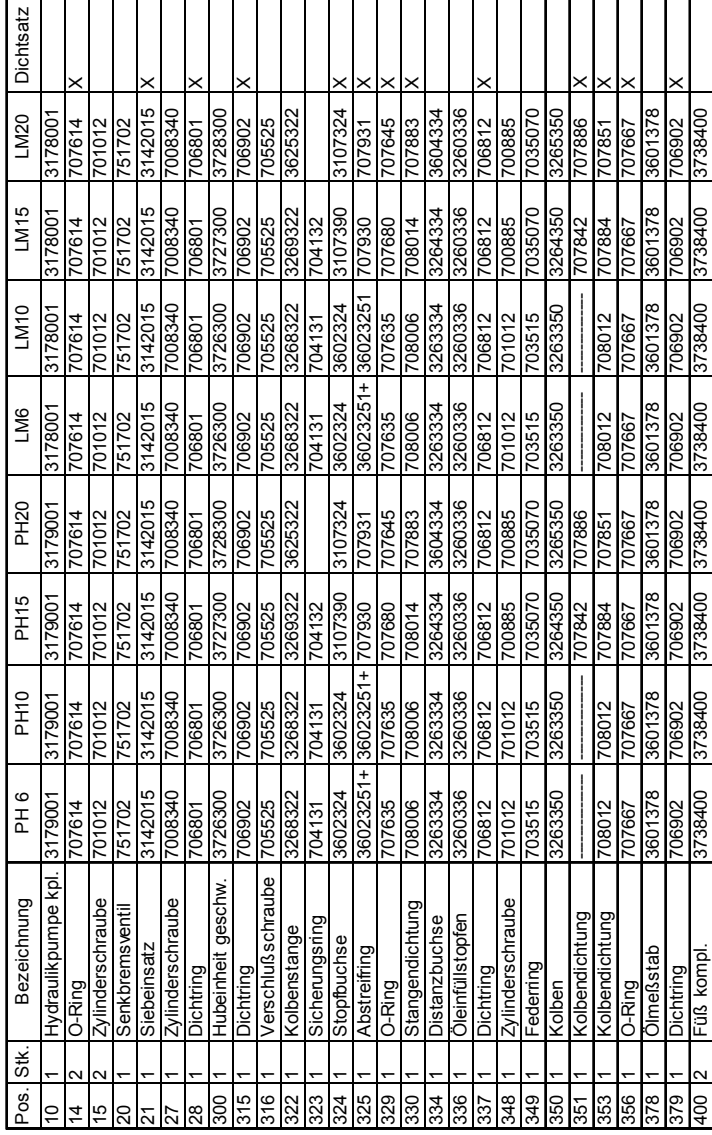 Pos. Stk. Bezeichnung PH 6 PH10 PH15 PH20 LM6 LM10 LM15 LM20 Dichtsatz
10 1 Hydraulikpumpe kpl. 3179001 3179001 3179001 3179001 3178001 3178001 3178001 3178001
14 2 O-Ring 707614 707614 707614 707614 707614 707614 707614 707614 X
15 2 Zylinderschraube 701012 701012 701012 701012 701012 701012 701012 701012
20 1 Senkbremsventil 751702 751702 751702 751702 751702 751702 751702 751702
21 1 Siebeinsatz 3142015 3142015 3142015 3142015 3142015 3142015 3142015 3142015 X
27 1 Zylinderschraube 7008340 7008340 7008340 7008340 7008340 7008340 7008340 7008340
28 1 Dichtring 706801 706801 706801 706801 706801 706801 706801 706801 X
300 1 Hubeinheit geschw. 3726300 3726300 3727300 3728300 3726300 3726300 3727300 3728300
315 1 Dichtring 706902 706902 706902 706902 706902 706902 706902 706902 X
316 1 Verschlußschraube 705525 705525 705525 705525 705525 705525 705525 705525
322 1 Kolbenstange 3268322 3268322 3269322 3625322 3268322 3268322 3269322 3625322
323 1 Sicherungsring 704131 704131 704132 704131 704131 704132
324 1 Stopfbuchse 3602324 3602324 3107390 3107324 3602324 3602324 3107390 3107324 X
325 1 Abstreifring 36023251+ 36023251+ 707930 707931 36023251+ 36023251 707930 707931 X
329 1 O-Ring 707635 707635 707680 707645 707635 707635 707680 707645 X
330 1 Stangendichtung 708006 708006 708014 707883 708006 708006 708014 707883 X
334 1 Distanzbuchse 3263334 3263334 3264334 3604334 3263334 3263334 3264334 3604334
336 1 Öleinfüllstopfen 3260336 3260336 3260336 3260336 3260336 3260336 3260336 3260336
337 1 Dichtring 706812 706812 706812 706812 706812 706812 706812 706812 X
348 1 Zylinderschraube 701012 701012 700885 700885 701012 701012 700885 700885
349 1 Federring 703515 703515 7035070 7035070 703515 703515 7035070 7035070
350 1 Kolben 3263350 3263350 3264350 3265350 3263350 3263350 3264350 3265350
351 1 Kolbendichtung ------------ ------------ 707842 707886 ------------ ------------ 707842 707886 X
353 1 Kolbendichtung 708012 708012 707884 707851 708012 708012 707884 707851 X
356 1 O-Ring 707667 707667 707667 707667 707667 707667 707667 707667 X
378 1 Ölmeßstab 3601378 3601378 3601378 3601378 3601378 3601378 3601378 3601378
379 1 Dichtring 706902 706902 706902 706902 706902 706902 706902 706902 X
400 2 Füß kompl. 3738400 3738400 3738400 3738400 3738400 3738400 3738400 3738400